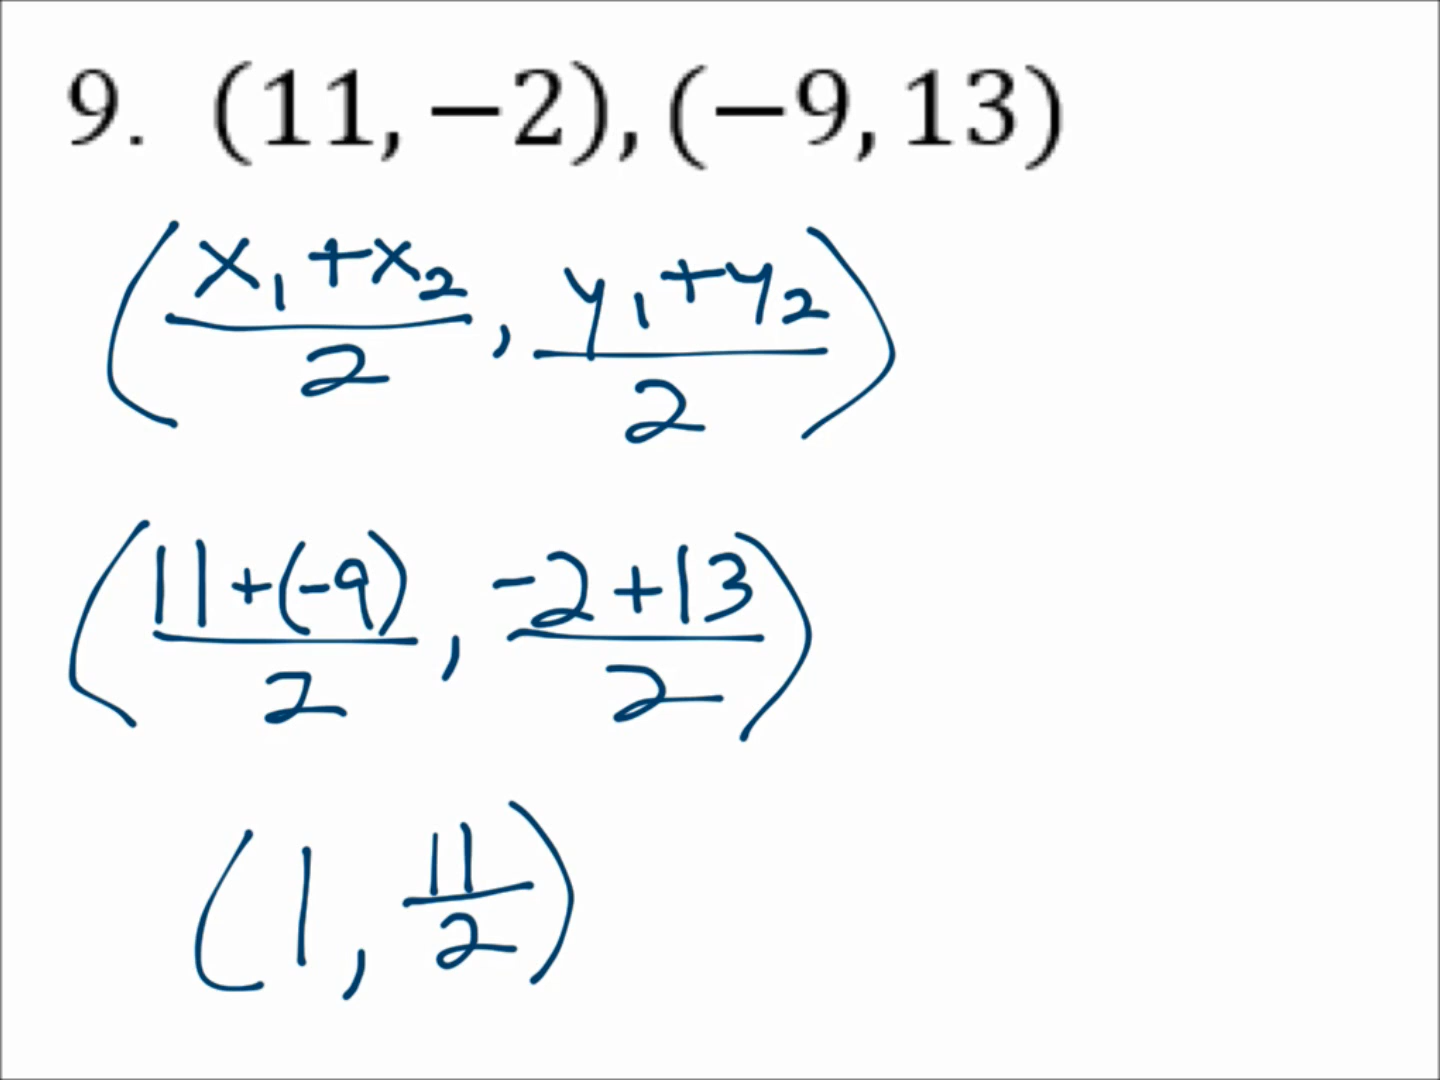 9. (11, −2), (−9, 13)
(x₁+x₂/2, y₁+y₂/2)
(11+(-9)/2, -2+13/2)
(1, 11/2)